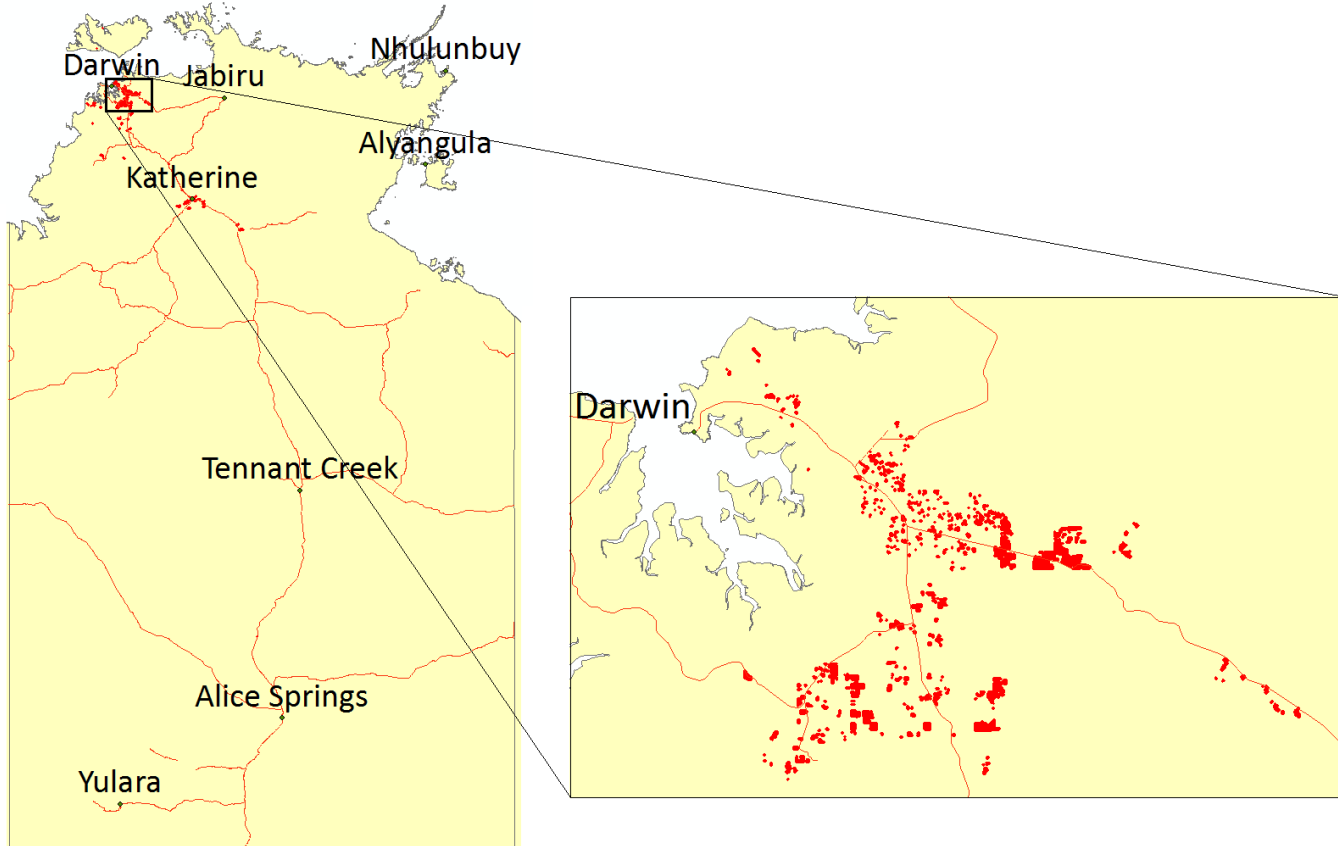 Nhulunbuy
Darwin
Jabiru
Alyangula
Katherine
Darwin
Tennant Creek
Alice Springs
Yulara